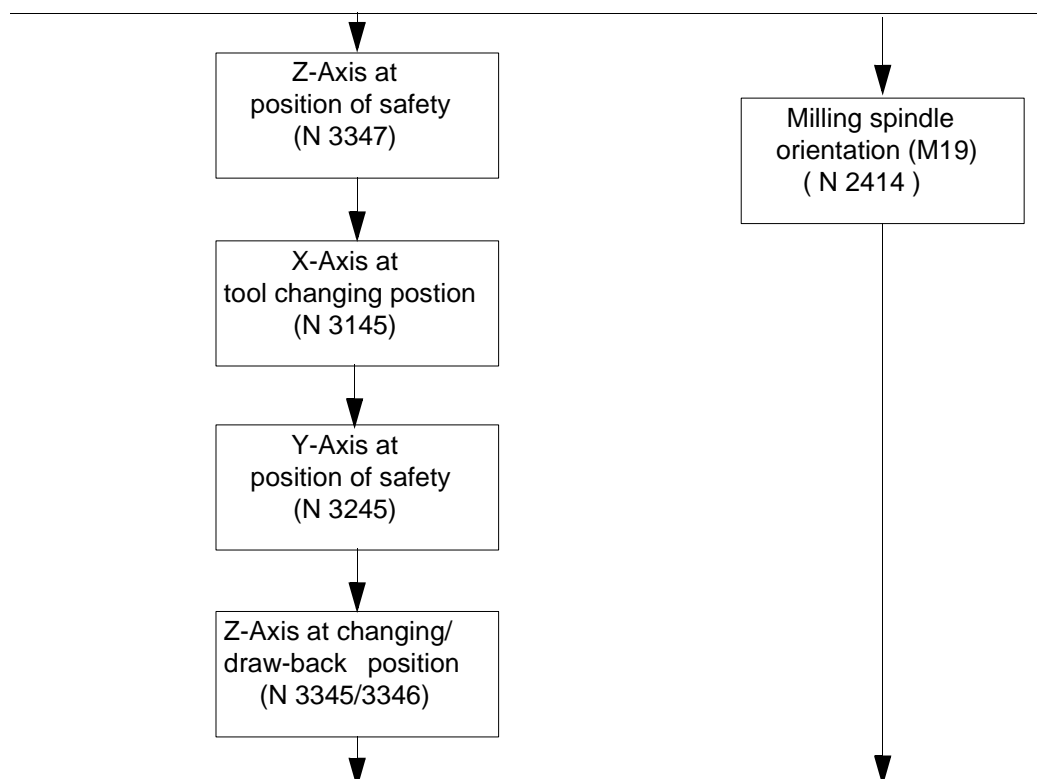 Z-Axis at
position of safety
(N 3347)
Milling spindle
orientation (M19)
( N 2414 )
X-Axis at
tool changing postion
(N 3145)
Y-Axis at
position of safety
(N 3245)
Z-Axis at changing/
draw-back position
(N 3345/3346)